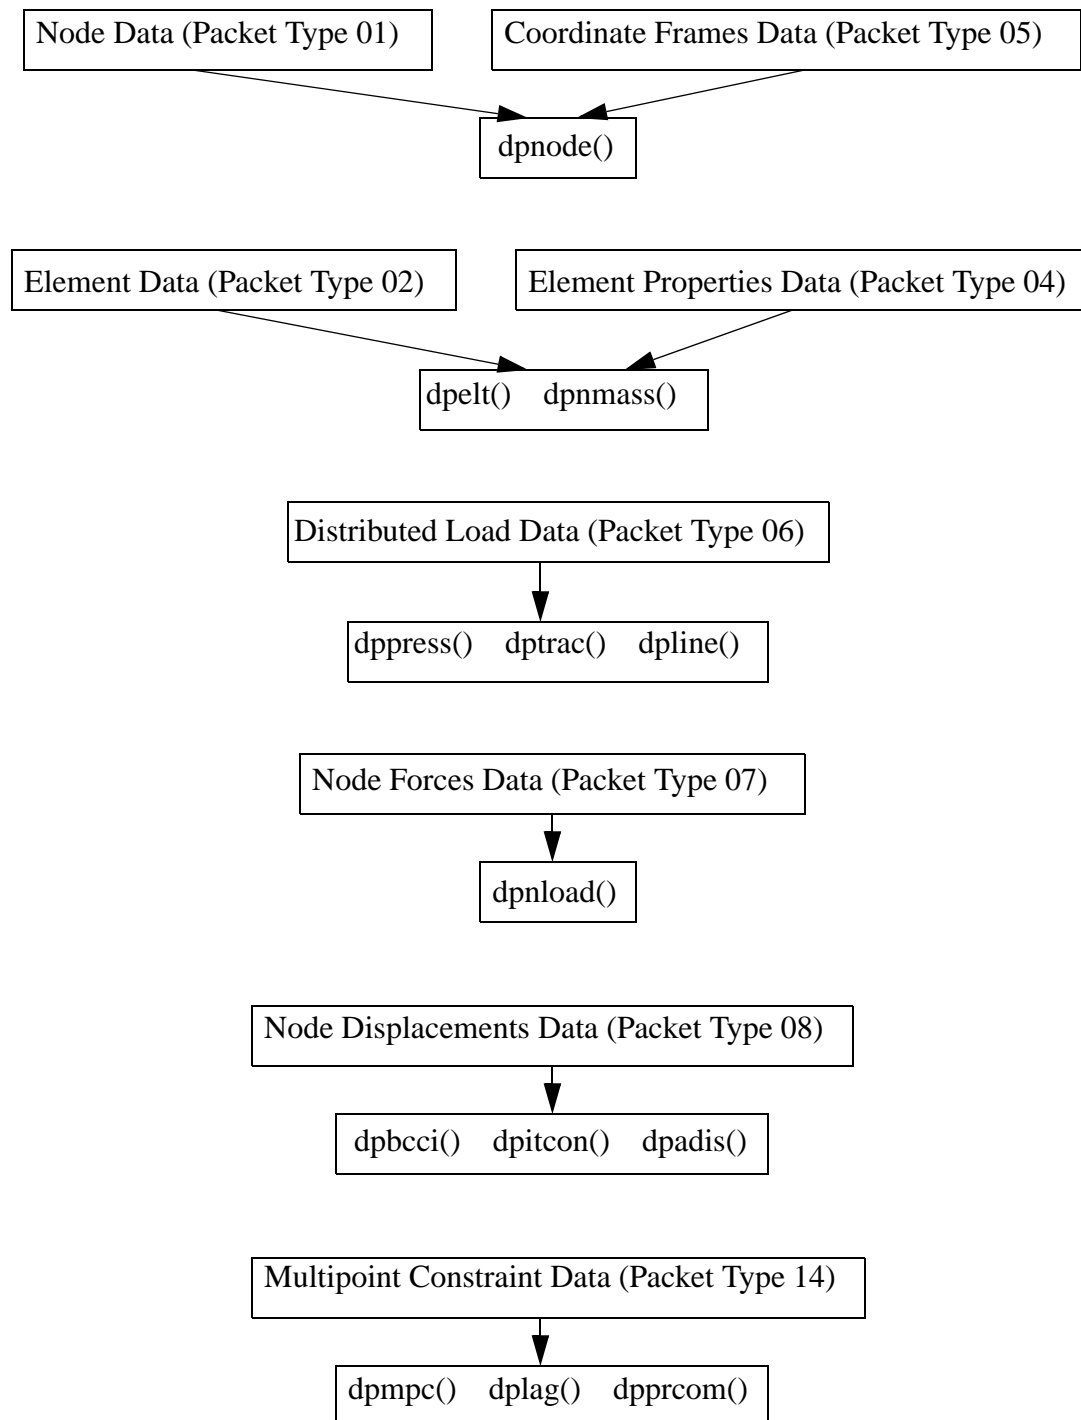 Node Data (Packet Type 01)
Coordinate Frames Data (Packet Type 05)
dpnode()
Element Data (Packet Type 02)
Element Properties Data (Packet Type 04)
dpelt() dpnmass()
Distributed Load Data (Packet Type 06)
dppress() dptrac() dpline()
Node Forces Data (Packet Type 07)
dpnload()
Node Displacements Data (Packet Type 08)
dpbcci() dpitcon() dpadis()
Multipoint Constraint Data (Packet Type 14)
dpmpc() dplag() dpprcom()